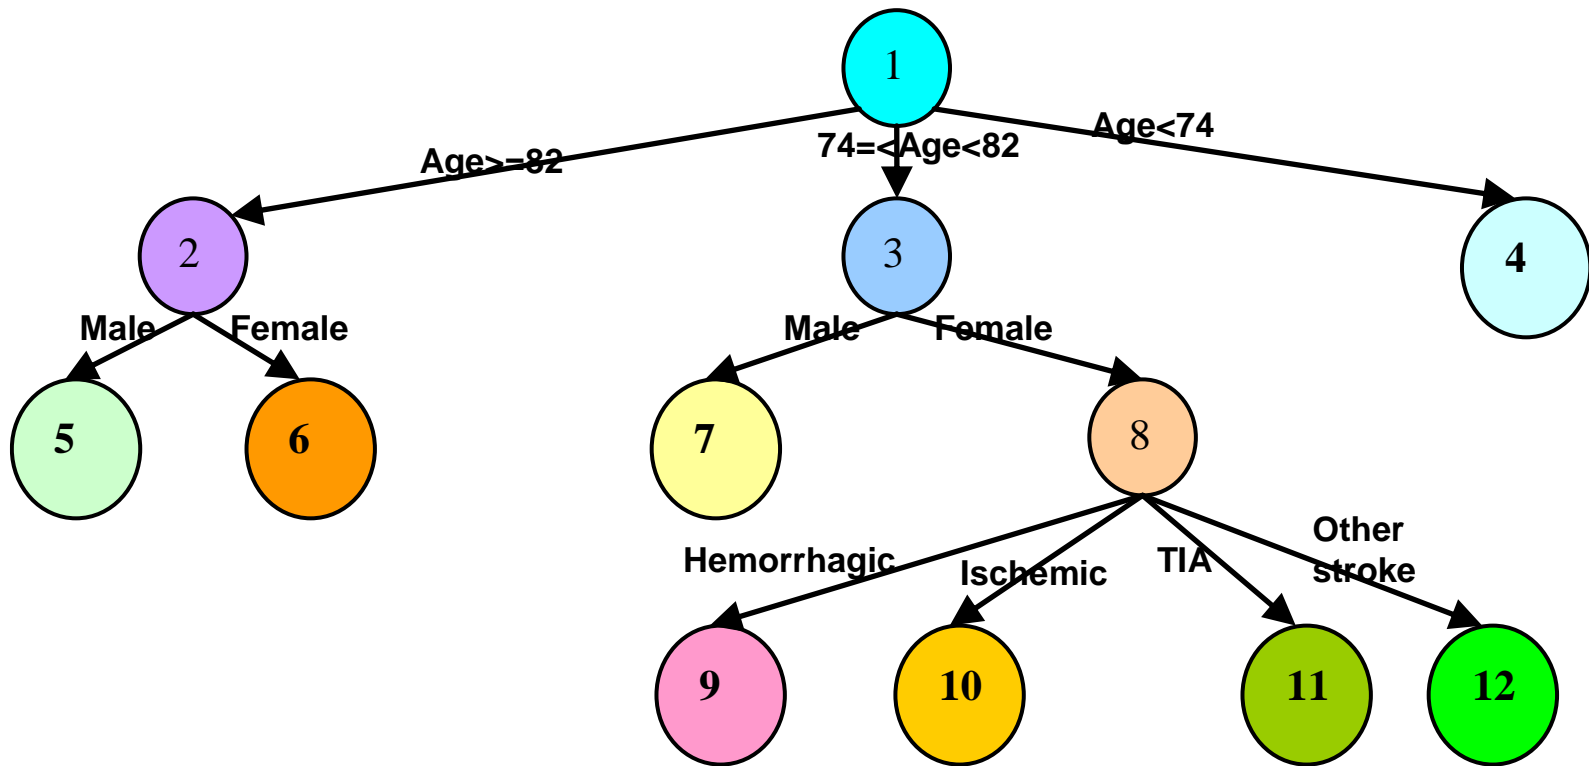 1
Age>=82
74=<Age<82
Age<74
2
3
4
Male
Female
Male
Female
5
6
7
8
Hemorrhagic
Ischemic
TIA
Other
stroke
9
10
11
12